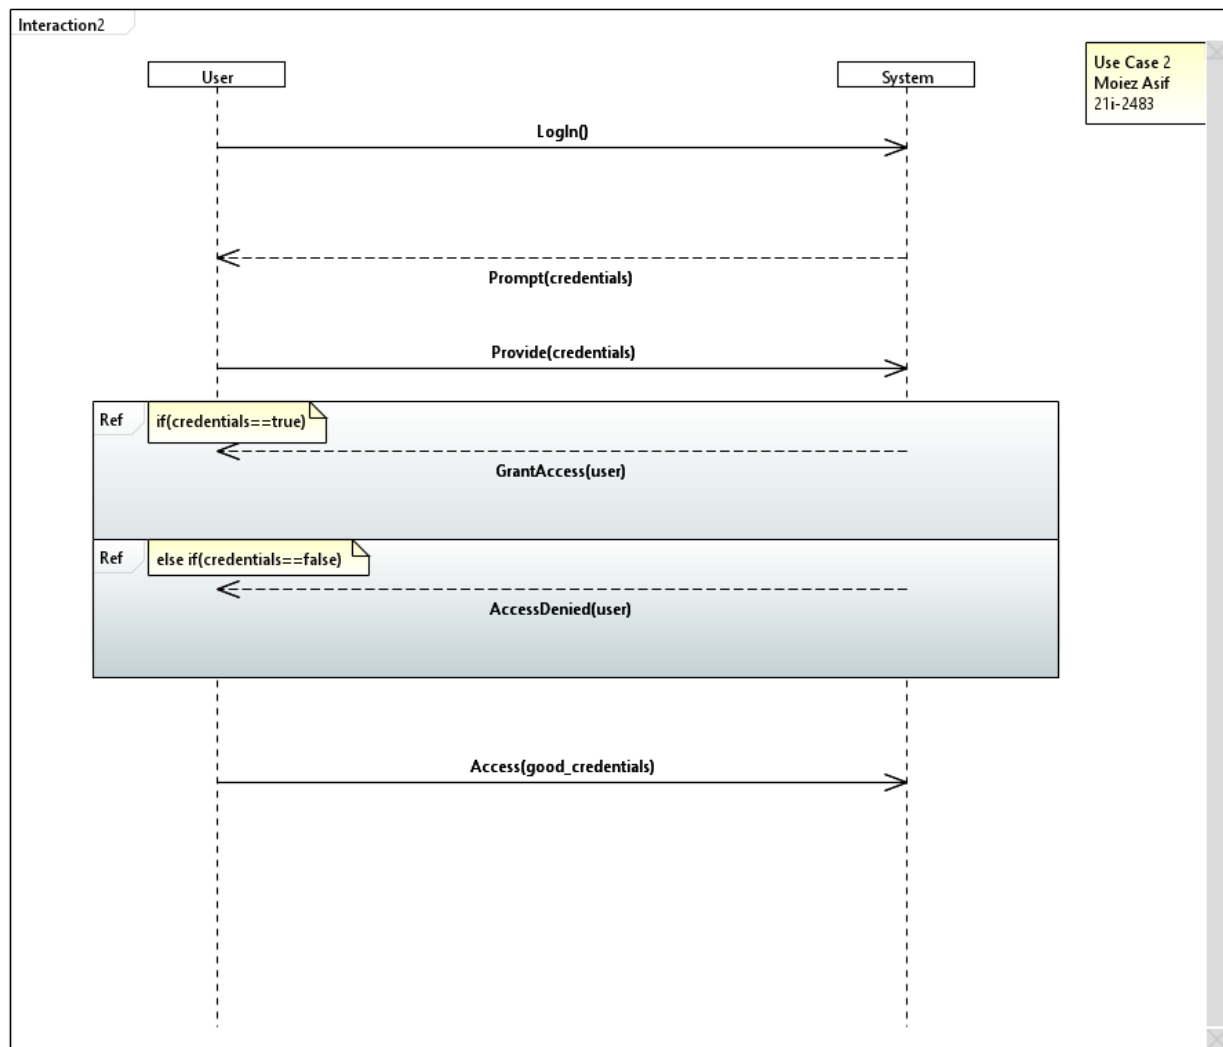 Interaction2
User
System
Use Case 2
Moiez Asif
21i-2483
LogIn()
Prompt(credentials)
Provide(credentials)
Ref
if(credentials==true)
GrantAccess(user)
Ref
else if(credentials==false)
AccessDenied(user)
Access(good_credentials)